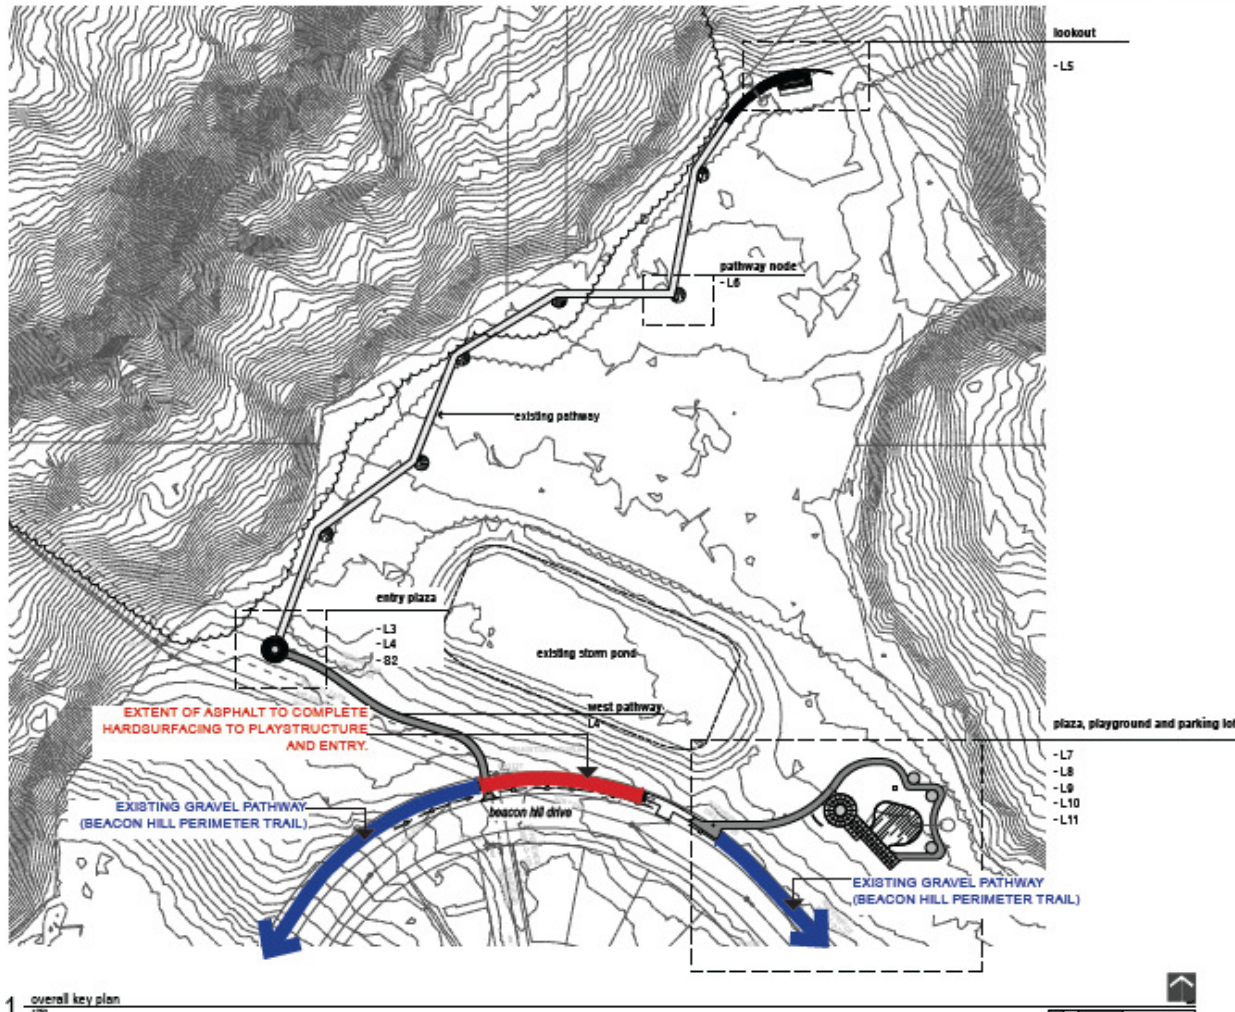 lookout
- L5
pathway node
- L6
existing pathway
entry plaza
- L3
- L4
- S2
existing storm pond
west pathway
L4
EXTENT OF ASPHALT TO COMPLETE
HARDSURFACING TO PLAYSTRUCTURE
AND ENTRY.
plaza, playground and parking lot
- L7
- L8
- L9
- L10
- L11
EXISTING GRAVEL PATHWAY
(BEACON HILL PERIMETER TRAIL)
beacon hill drive
EXISTING GRAVEL PATHWAY
(BEACON HILL PERIMETER TRAIL)
1 overall key plan